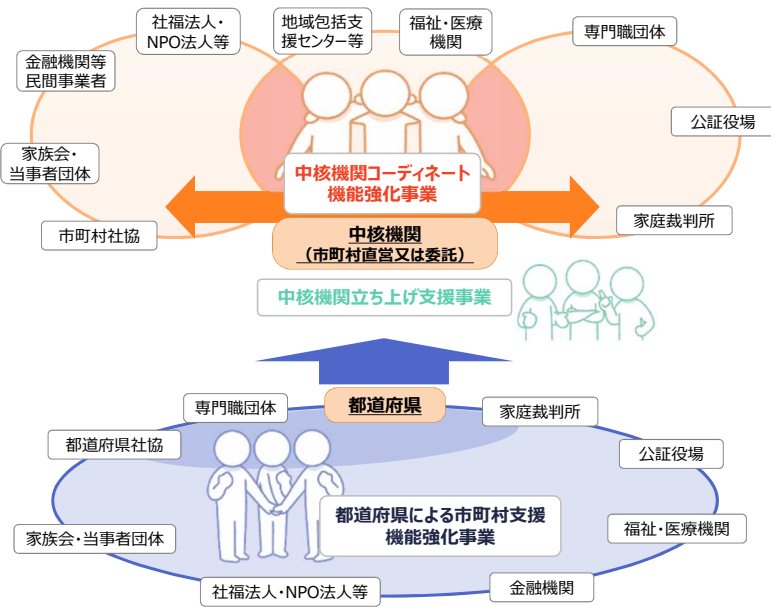 社福法人・
NPO法人等
地域包括支
援センター等
福祉・医療
機関
専門職団体
金融機関等
民間事業者
公証役場
家族会・
当事者団体
中核機関コーディネート
機能強化事業
市町村社協
家庭裁判所
中核機関
（市町村直営又は委託）
中核機関立ち上げ支援事業
専門職団体
都道府県
家庭裁判所
都道府県社協
公証役場
都道府県による市町村支援
機能強化事業
福祉・医療機関
家族会・当事者団体
社福法人・NPO法人等
金融機関